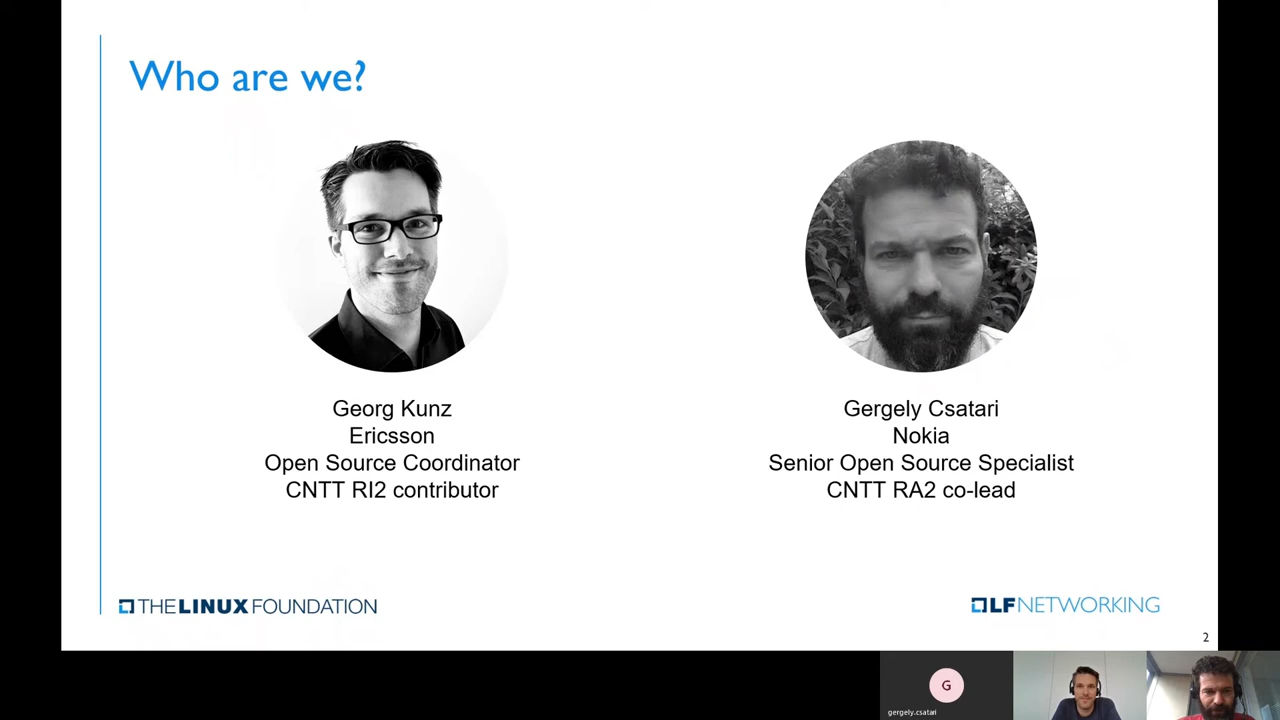 Who are we?
Georg Kunz
Ericsson
Open Source Coordinator
CNTT RI2 contributor
Gergely Csatari
Nokia
Senior Open Source Specialist
CNTT RA2 co-lead
THE LINUX FOUNDATION
LF NETWORKING
2
G
gergely.csatari